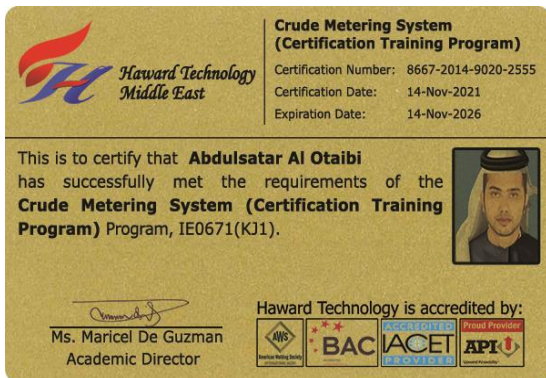 Haward Technology
Middle East
Crude Metering System
(Certification Training Program)
Certification Number: 8667-2014-9020-2555
Certification Date: 14-Nov-2021
Expiration Date: 14-Nov-2026
This is to certify that Abdulsatar Al Otaibi
has successfully met the requirements of the
Crude Metering System (Certification Training
Program) Program, IE0671(KJ1).
Ms. Maricel De Guzman
Academic Director
Haward Technology is accredited by:
AWS
American Welding Society
BAC
ACCREDITED
IACET
PROVIDER
Proud Provider
API